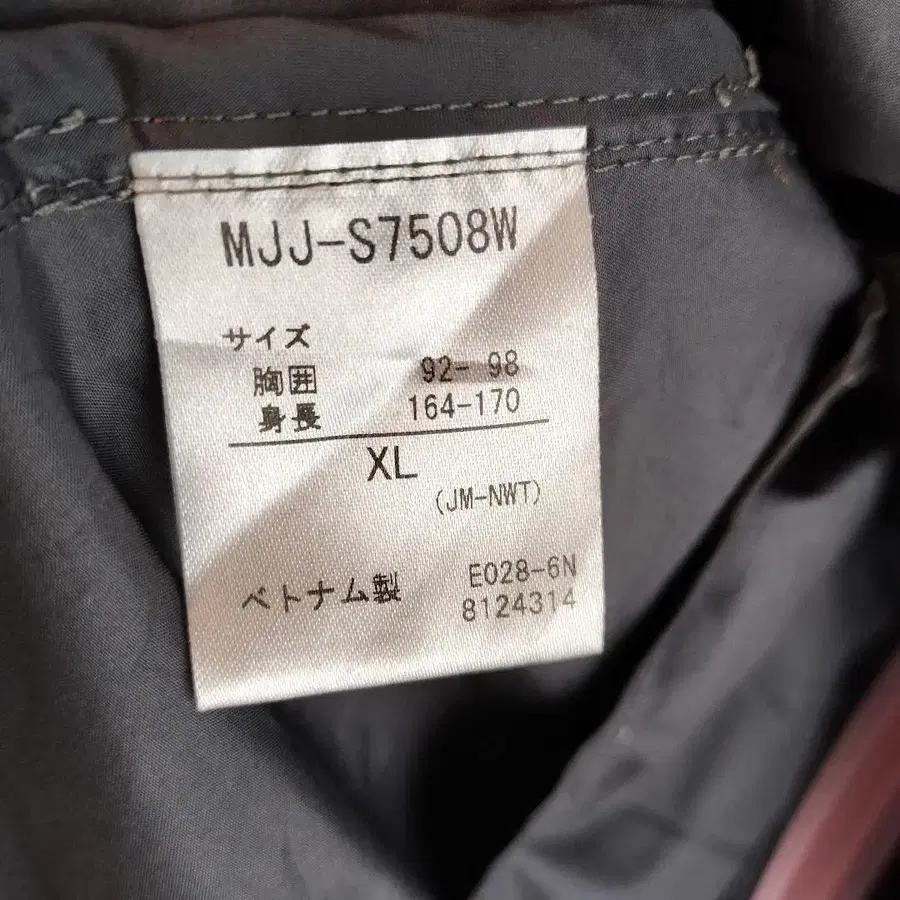 MJJ-S7508W
サイズ
胸囲 92- 98
身長 164-170
XL
(JM-NWT)
ベトナム製 E028-6N
8124314